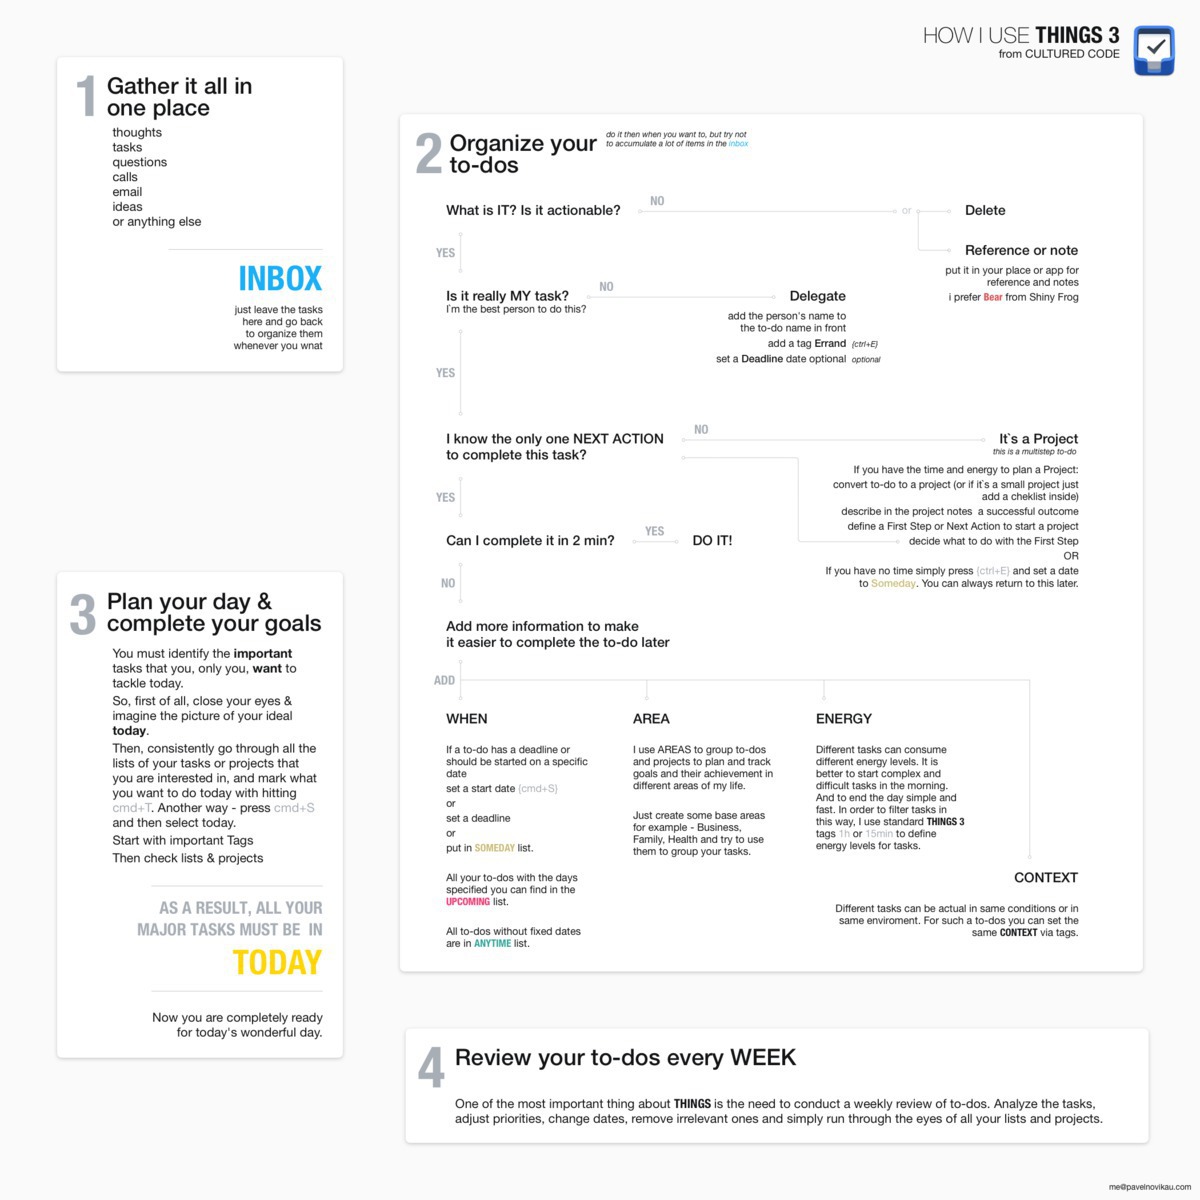 HOW I USE THINGS 3
from CULTURED CODE
1
Gather it all in
one place
thoughts
tasks
questions
calls
email
ideas
or anything else
INBOX
just leave the tasks
here and go back
to organize them
whenever you wnat
2
Organize your
to-dos
do it then when you want to, but try not
to accumulate a lot of items in the inbox
What is IT? Is it actionable?
NO
or
Delete
Reference or note
put it in your place or app for
reference and notes
i prefer Bear from Shiny Frog
YES
Is it really MY task?
I`m the best person to do this?
NO
Delegate
add the person's name to
the to-do name in front
add a tag Errand {ctrl+E}
set a Deadline date optional optional
YES
I know the only one NEXT ACTION
to complete this task?
NO
It`s a Project
this is a multistep to-do
If you have the time and energy to plan a Project:
convert to-do to a project (or if it`s a small project just
add a cheklist inside)
describe in the project notes a successful outcome
define a First Step or Next Action to start a project
decide what to do with the First Step
OR
If you have no time simply press {ctrl+E} and set a date
to Someday. You can always return to this later.
YES
Can I complete it in 2 min?
YES
DO IT!
NO
Add more information to make
it easier to complete the to-do later
ADD
WHEN
If a to-do has a deadline or
should be started on a specific
date
set a start date {cmd+S}
or
set a deadline
or
put in SOMEDAY list.
All your to-dos with the days
specified you can find in the
UPCOMING list.
All to-dos without fixed dates
are in ANYTIME list.
AREA
I use AREAS to group to-dos
and projects to plan and track
goals and their achievement in
different areas of my life.
Just create some base areas
for example - Business,
Family, Health and try to use
them to group your tasks.
ENERGY
Different tasks can consume
different energy levels. It is
better to start complex and
difficult tasks in the morning.
And to end the day simple and
fast. In order to filter tasks in
this way, I use standard THINGS 3
tags 1h or 15min to define
energy levels for tasks.
CONTEXT
Different tasks can be actual in same conditions or in
same enviroment. For such a to-dos you can set the
same CONTEXT via tags.
3
Plan your day &
complete your goals
You must identify the important
tasks that you, only you, want to
tackle today.
So, first of all, close your eyes &
imagine the picture of your ideal
today.
Then, consistently go through all the
lists of your tasks or projects that
you are interested in, and mark what
you want to do today with hitting
cmd+T. Another way - press cmd+S
and then select today.
Start with important Tags
Then check lists & projects
AS A RESULT, ALL YOUR
MAJOR TASKS MUST BE IN
TODAY
Now you are completely ready
for today's wonderful day.
4
Review your to-dos every WEEK
One of the most important thing about THINGS is the need to conduct a weekly review of to-dos. Analyze the tasks,
adjust priorities, change dates, remove irrelevant ones and simply run through the eyes of all your lists and projects.
me@pavelnovikau.com